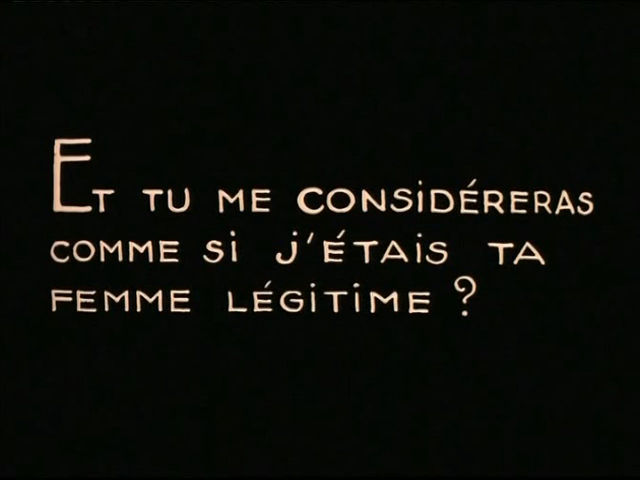 Et tu me considéreras
comme si j'étais ta
femme légitime ?